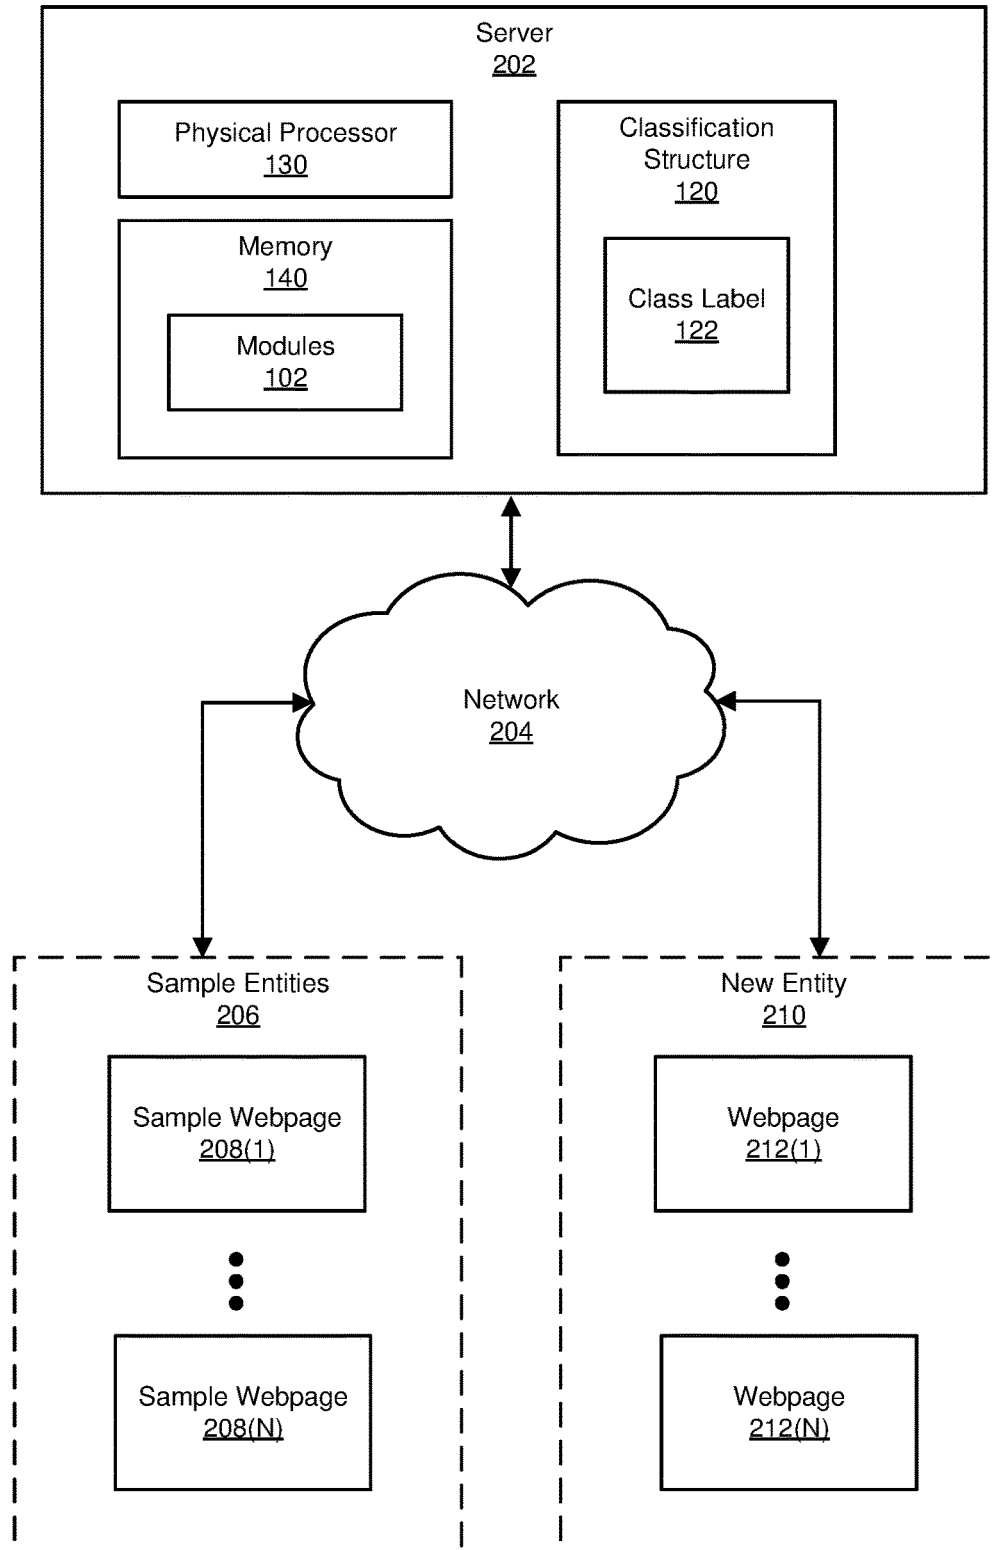 Server
202
Physical Processor
130
Memory
140
Modules
102
Classification
Structure
120
Class Label
122
Network
204
Sample Entities
206
Sample Webpage
208(1)
Sample Webpage
208(N)
New Entity
210
Webpage
212(1)
Webpage
212(N)